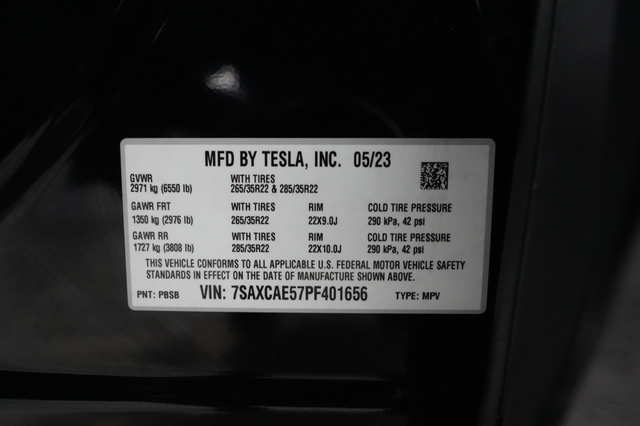 MFD BY TESLA, INC. 05/23
GVWR WITH TIRES
2971 kg (6550 lb) 265/35R22 & 285/35R22
GAWR FRT WITH TIRES RIM COLD TIRE PRESSURE
1350 kg (2976 lb) 265/35R22 22X9.0J 290 kPa, 42 psi
GAWR RR WITH TIRES RIM COLD TIRE PRESSURE
1727 kg (3808 lb) 285/35R22 22X10.0J 290 kPa, 42 psi
THIS VEHICLE CONFORMS TO ALL APPLICABLE U.S. FEDERAL MOTOR VEHICLE SAFETY
STANDARDS IN EFFECT ON THE DATE OF MANUFACTURE SHOWN ABOVE.
PNT: PBSB VIN: 7SAXCAE57PF401656 TYPE: MPV